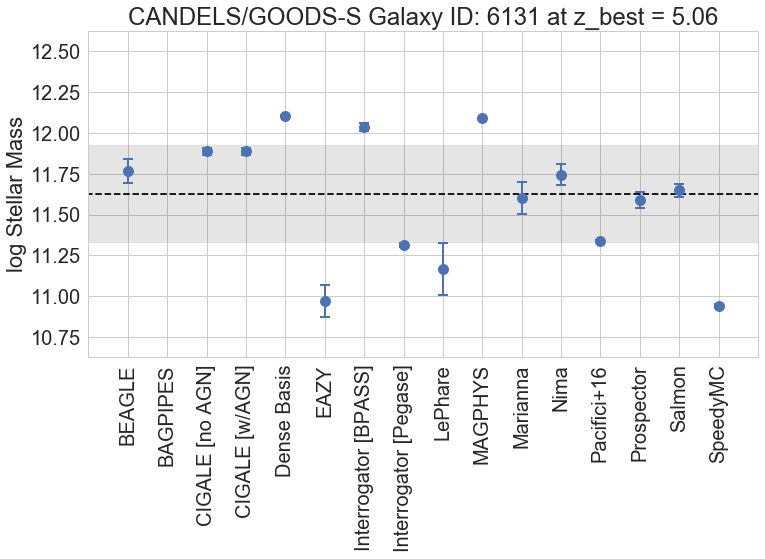 CANDELS/GOODS-S Galaxy ID: 6131 at z_best = 5.06
log Stellar Mass
12.50
12.25
12.00
11.75
11.50
11.25
11.00
10.75
BEAGLE
BAGPIPES
CIGALE [no AGN]
CIGALE [w/AGN]
Dense Basis
EAZY
Interrogator [BPASS]
Interrogator [Pegase]
LePhare
MAGPHYS
Marianna
Nima
Pacifici+16
Prospector
Salmon
SpeedyMC